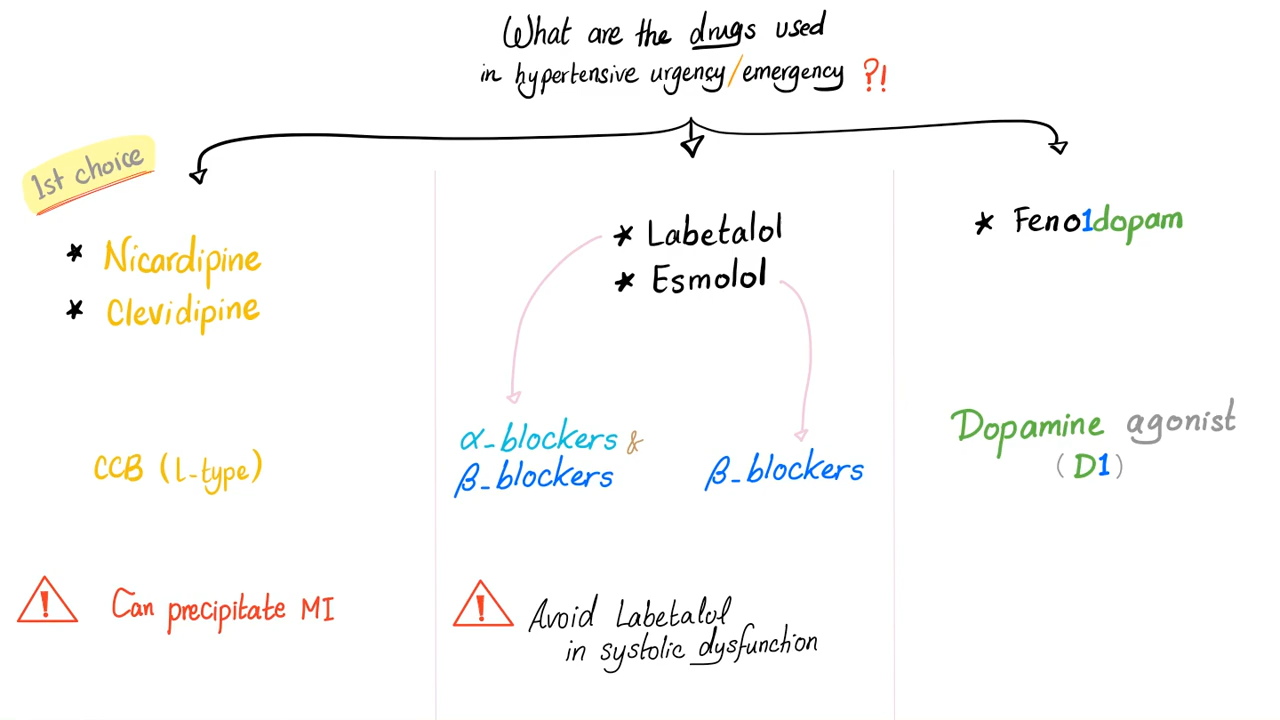 What are the drugs used
in hypertensive urgency/emergency ?!
1st choice
* Nicardipine
* Clevidipine
CCB (L-type)
! Can precipitate MI
* Labetalol
* Esmolol
α-blockers &
β-blockers
β-blockers
! Avoid Labetalol
in systolic dysfunction
* Feno1dopam
Dopamine agonist
(D1)